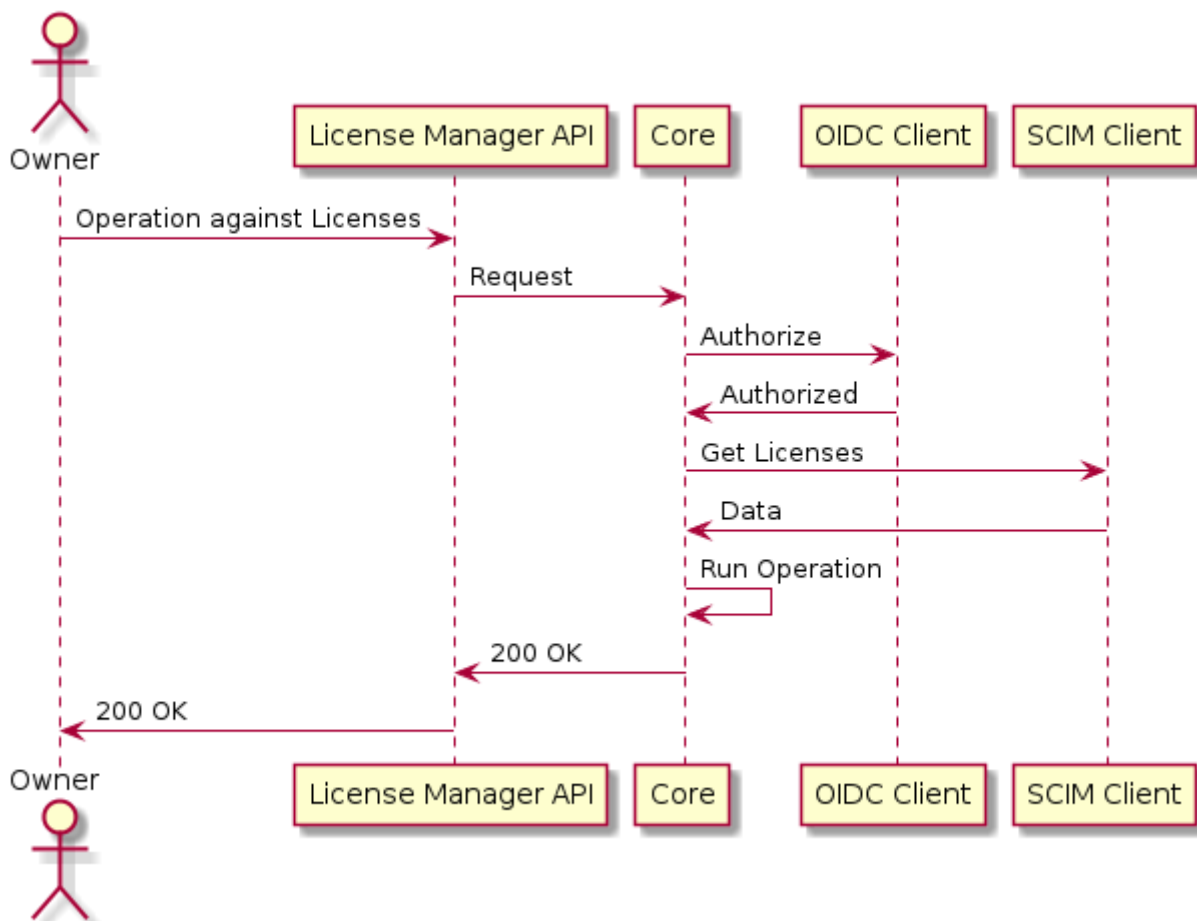 Owner
License Manager API
Core
OIDC Client
SCIM Client
Operation against Licenses
Request
Authorize
Authorized
Get Licenses
Data
Run Operation
200 OK
200 OK
Owner
License Manager API
Core
OIDC Client
SCIM Client